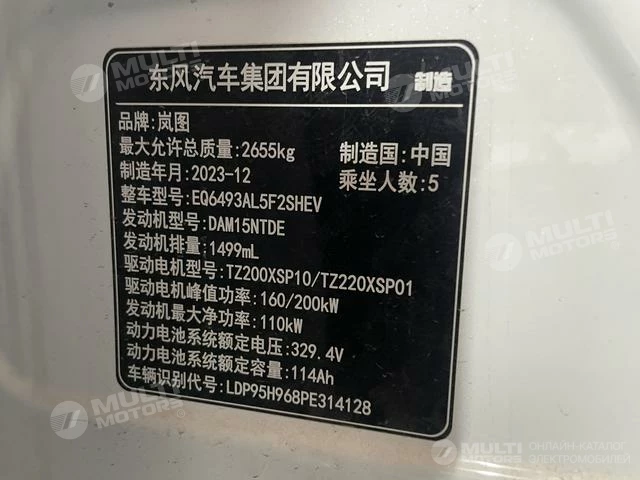 东风汽车集团有限公司 制造
品牌:岚图
最大允许总质量:2655kg 制造国:中国
制造年月:2023-12 乘坐人数:5
整车型号:EQ6493AL5F2SHEV
发动机型号:DAM15NTDE
发动机排量:1499mL
驱动电机型号:TZ200XSP10/TZ220XSP01
驱动电机峰值功率:160/200kW
发动机最大净功率:110kW
动力电池系统额定电压:329.4V
动力电池系统额定容量:114Ah
车辆识别代号:LDP95H968PE314128
MULTI MOTORS
MULTI MOTORS
MULTI MOTORS
MULTI MOTORS
MULTI MOTORS
ОНЛАЙН-КАТАЛОГ
ЭЛЕКТРОМОБИЛЕЙ